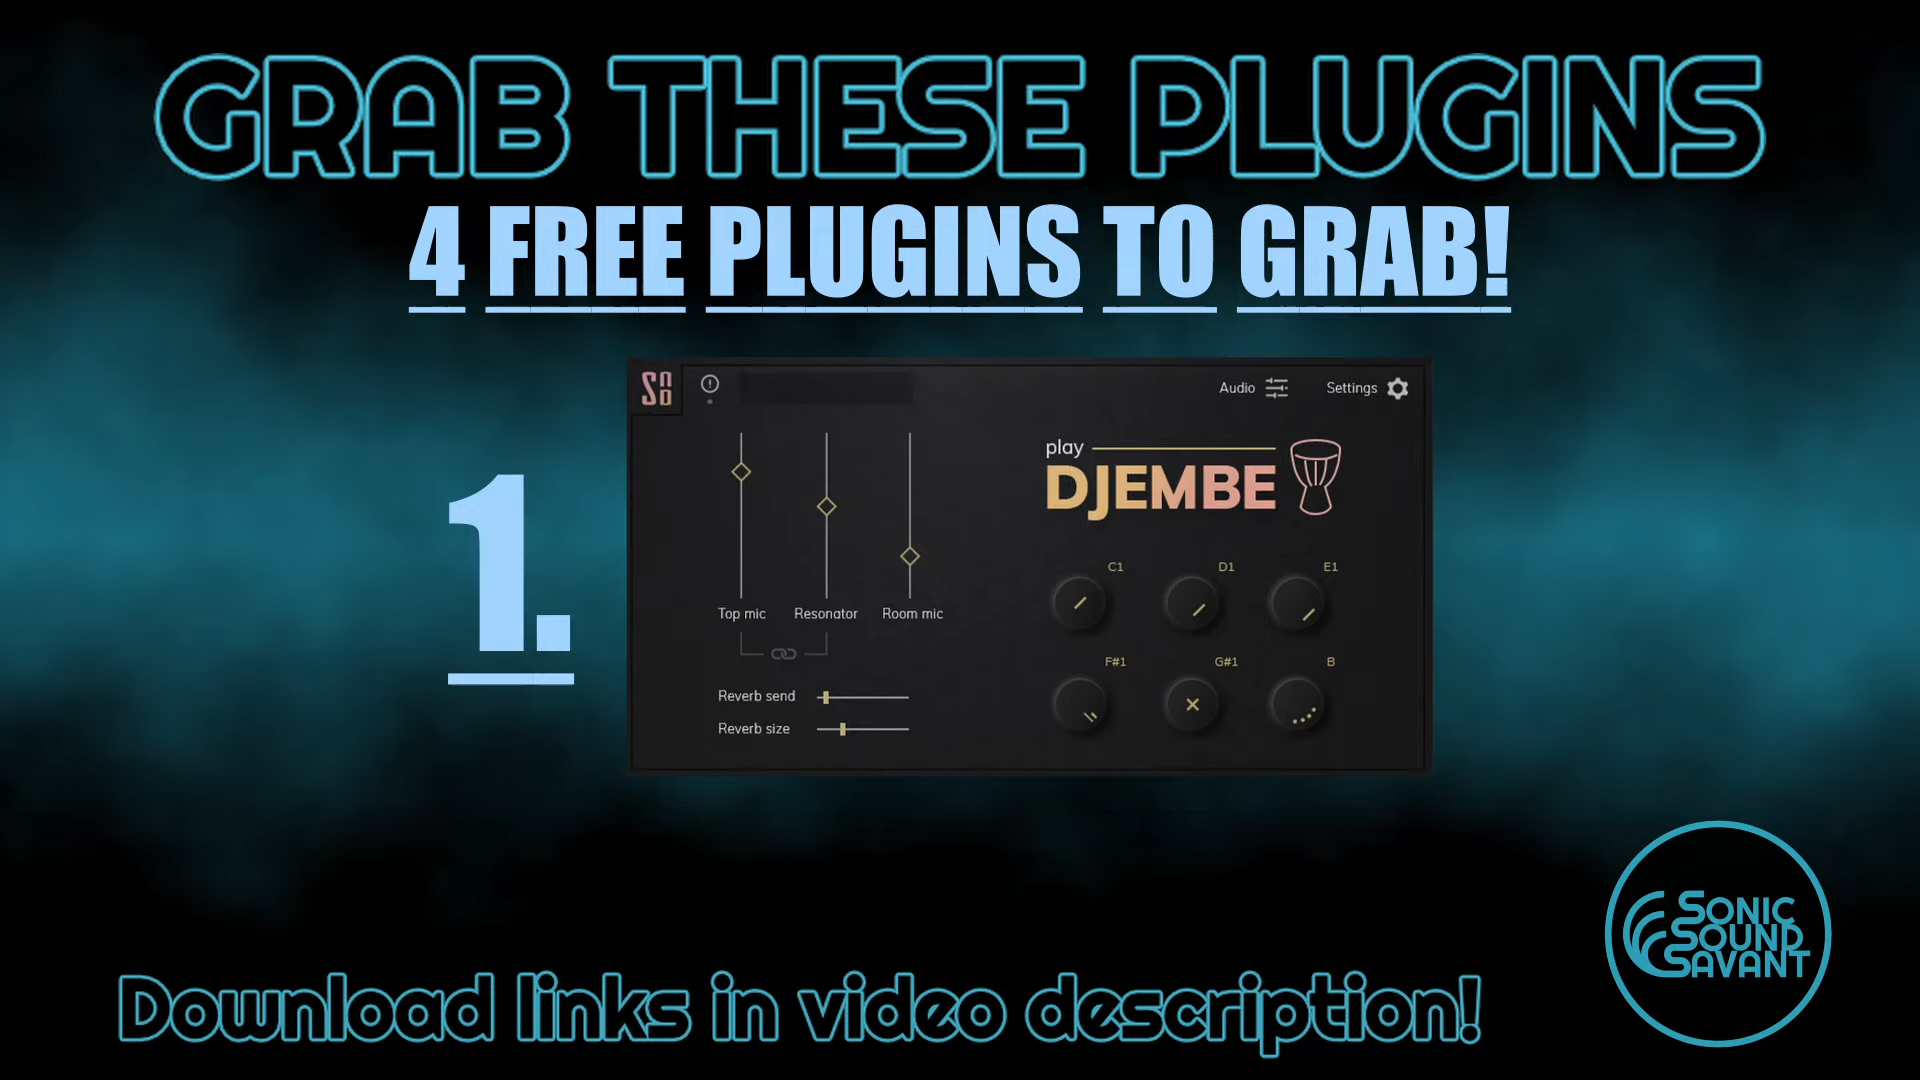 GRAB THESE PLUGINS
4 FREE PLUGINS TO GRAB!
1.
SnD
Audio
Settings
play
DJEMBE
C1 D1 E1
Top mic Resonator Room mic
F#1 G#1 B
Reverb send
Reverb size
SONIC
SOUND
SAVANT
Download links in video description!